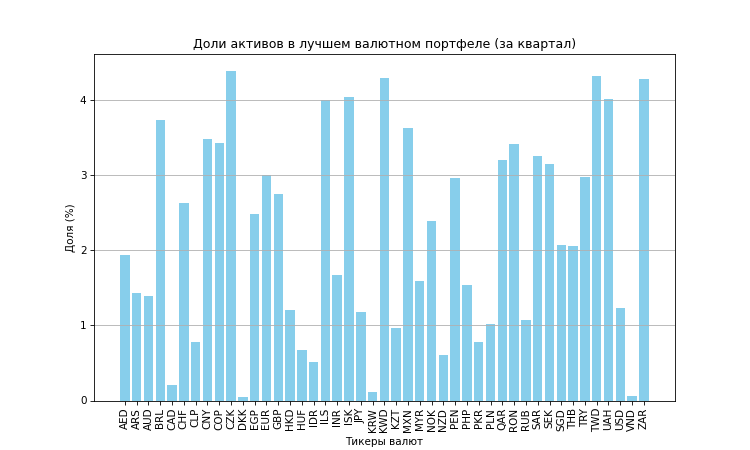 Доли активов в лучшем валютном портфеле (за квартал)
Доля (%)
4
3
2
1
0
AED ARS AUD BRL CAD CHF CLP CNY COP CZK DKK EGP EUR GBP HKD HUF IDR ILS INR ISK JPY KRW KWD KZT MXN MYR NOK NZD PEN PHP PKR PLN QAR RON RUB SAR SEK SGD THB TRY TWD UAH USD VND ZAR
Тикеры валют